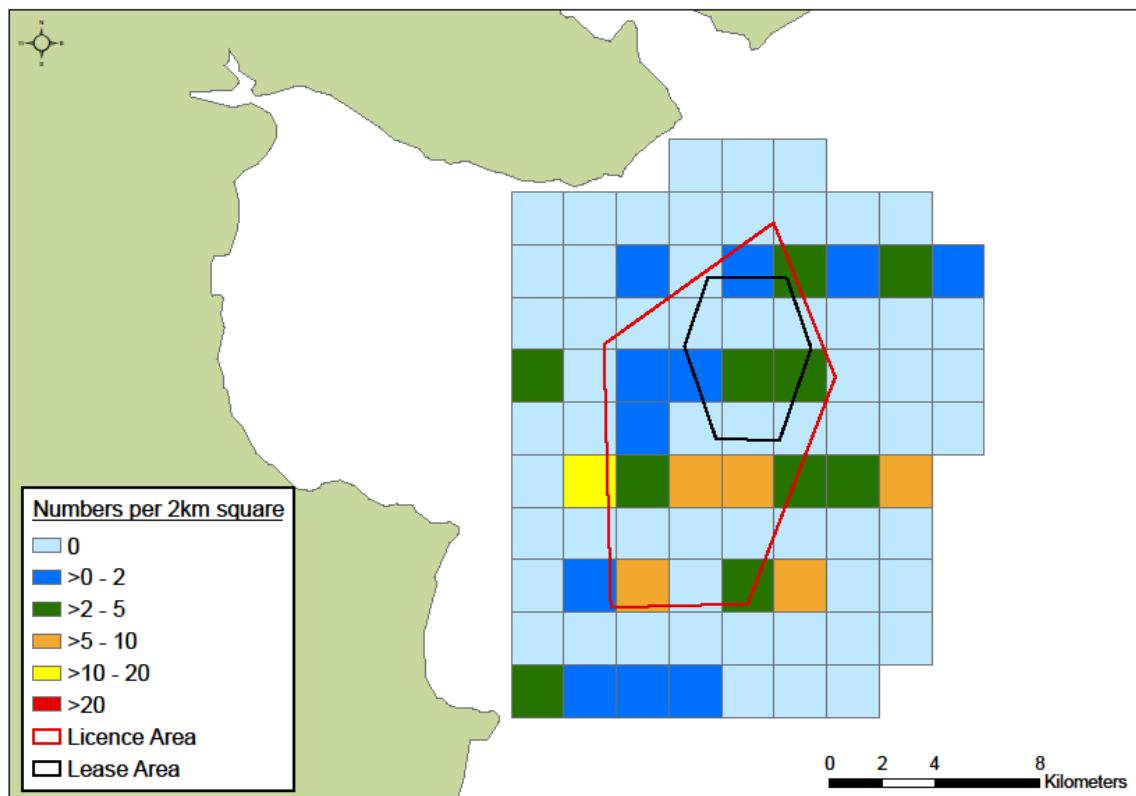 N
E
S
Numbers per 2km square
0
>0 - 2
>2 - 5
>5 - 10
>10 - 20
>20
Licence Area
Lease Area
0 2 4 8
Kilometers